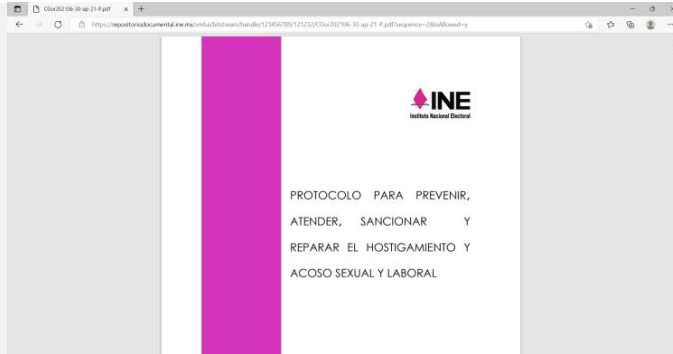 CGor202106-30-ap-21-P.pdf
https://repositoriodocumental.ine.mx/xmlui/bitstream/handle/123456789/121232/CGor202106-30-ap-21-P.pdf?sequence=2&isAllowed=y
INE
Instituto Nacional Electoral
PROTOCOLO PARA PREVENIR,
ATENDER, SANCIONAR Y
REPARAR EL HOSTIGAMIENTO Y
ACOSO SEXUAL Y LABORAL